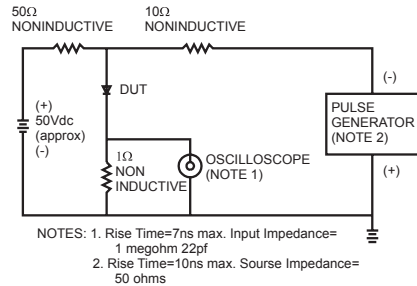 50Ω
NONINDUCTIVE
10Ω
NONINDUCTIVE
(+)
50Vdc
(approx)
(-)
DUT
1Ω
NON
INDUCTIVE
OSCILLOSCOPE
(NOTE 1)
(-)
PULSE
GENERATOR
(NOTE 2)
(+)
NOTES: 1. Rise Time=7ns max. Input Impedance=
1 megohm 22pf
2. Rise Time=10ns max. Sourse Impedance=
50 ohms